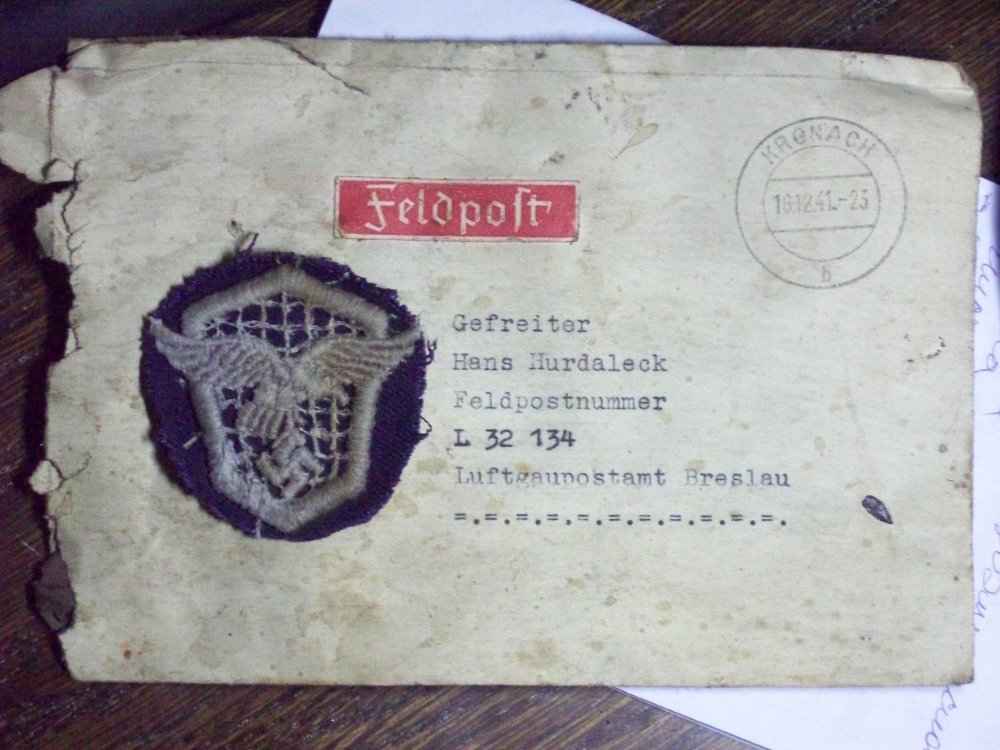 Feldpost
KRONACH
16.12.41.-23
b
Gefreiter
Hans Hurdaleck
Feldpostnummer
L 32 134
Luftgaupostamt Breslau
=.=.=.=.=.=.=.=.=.=.=.